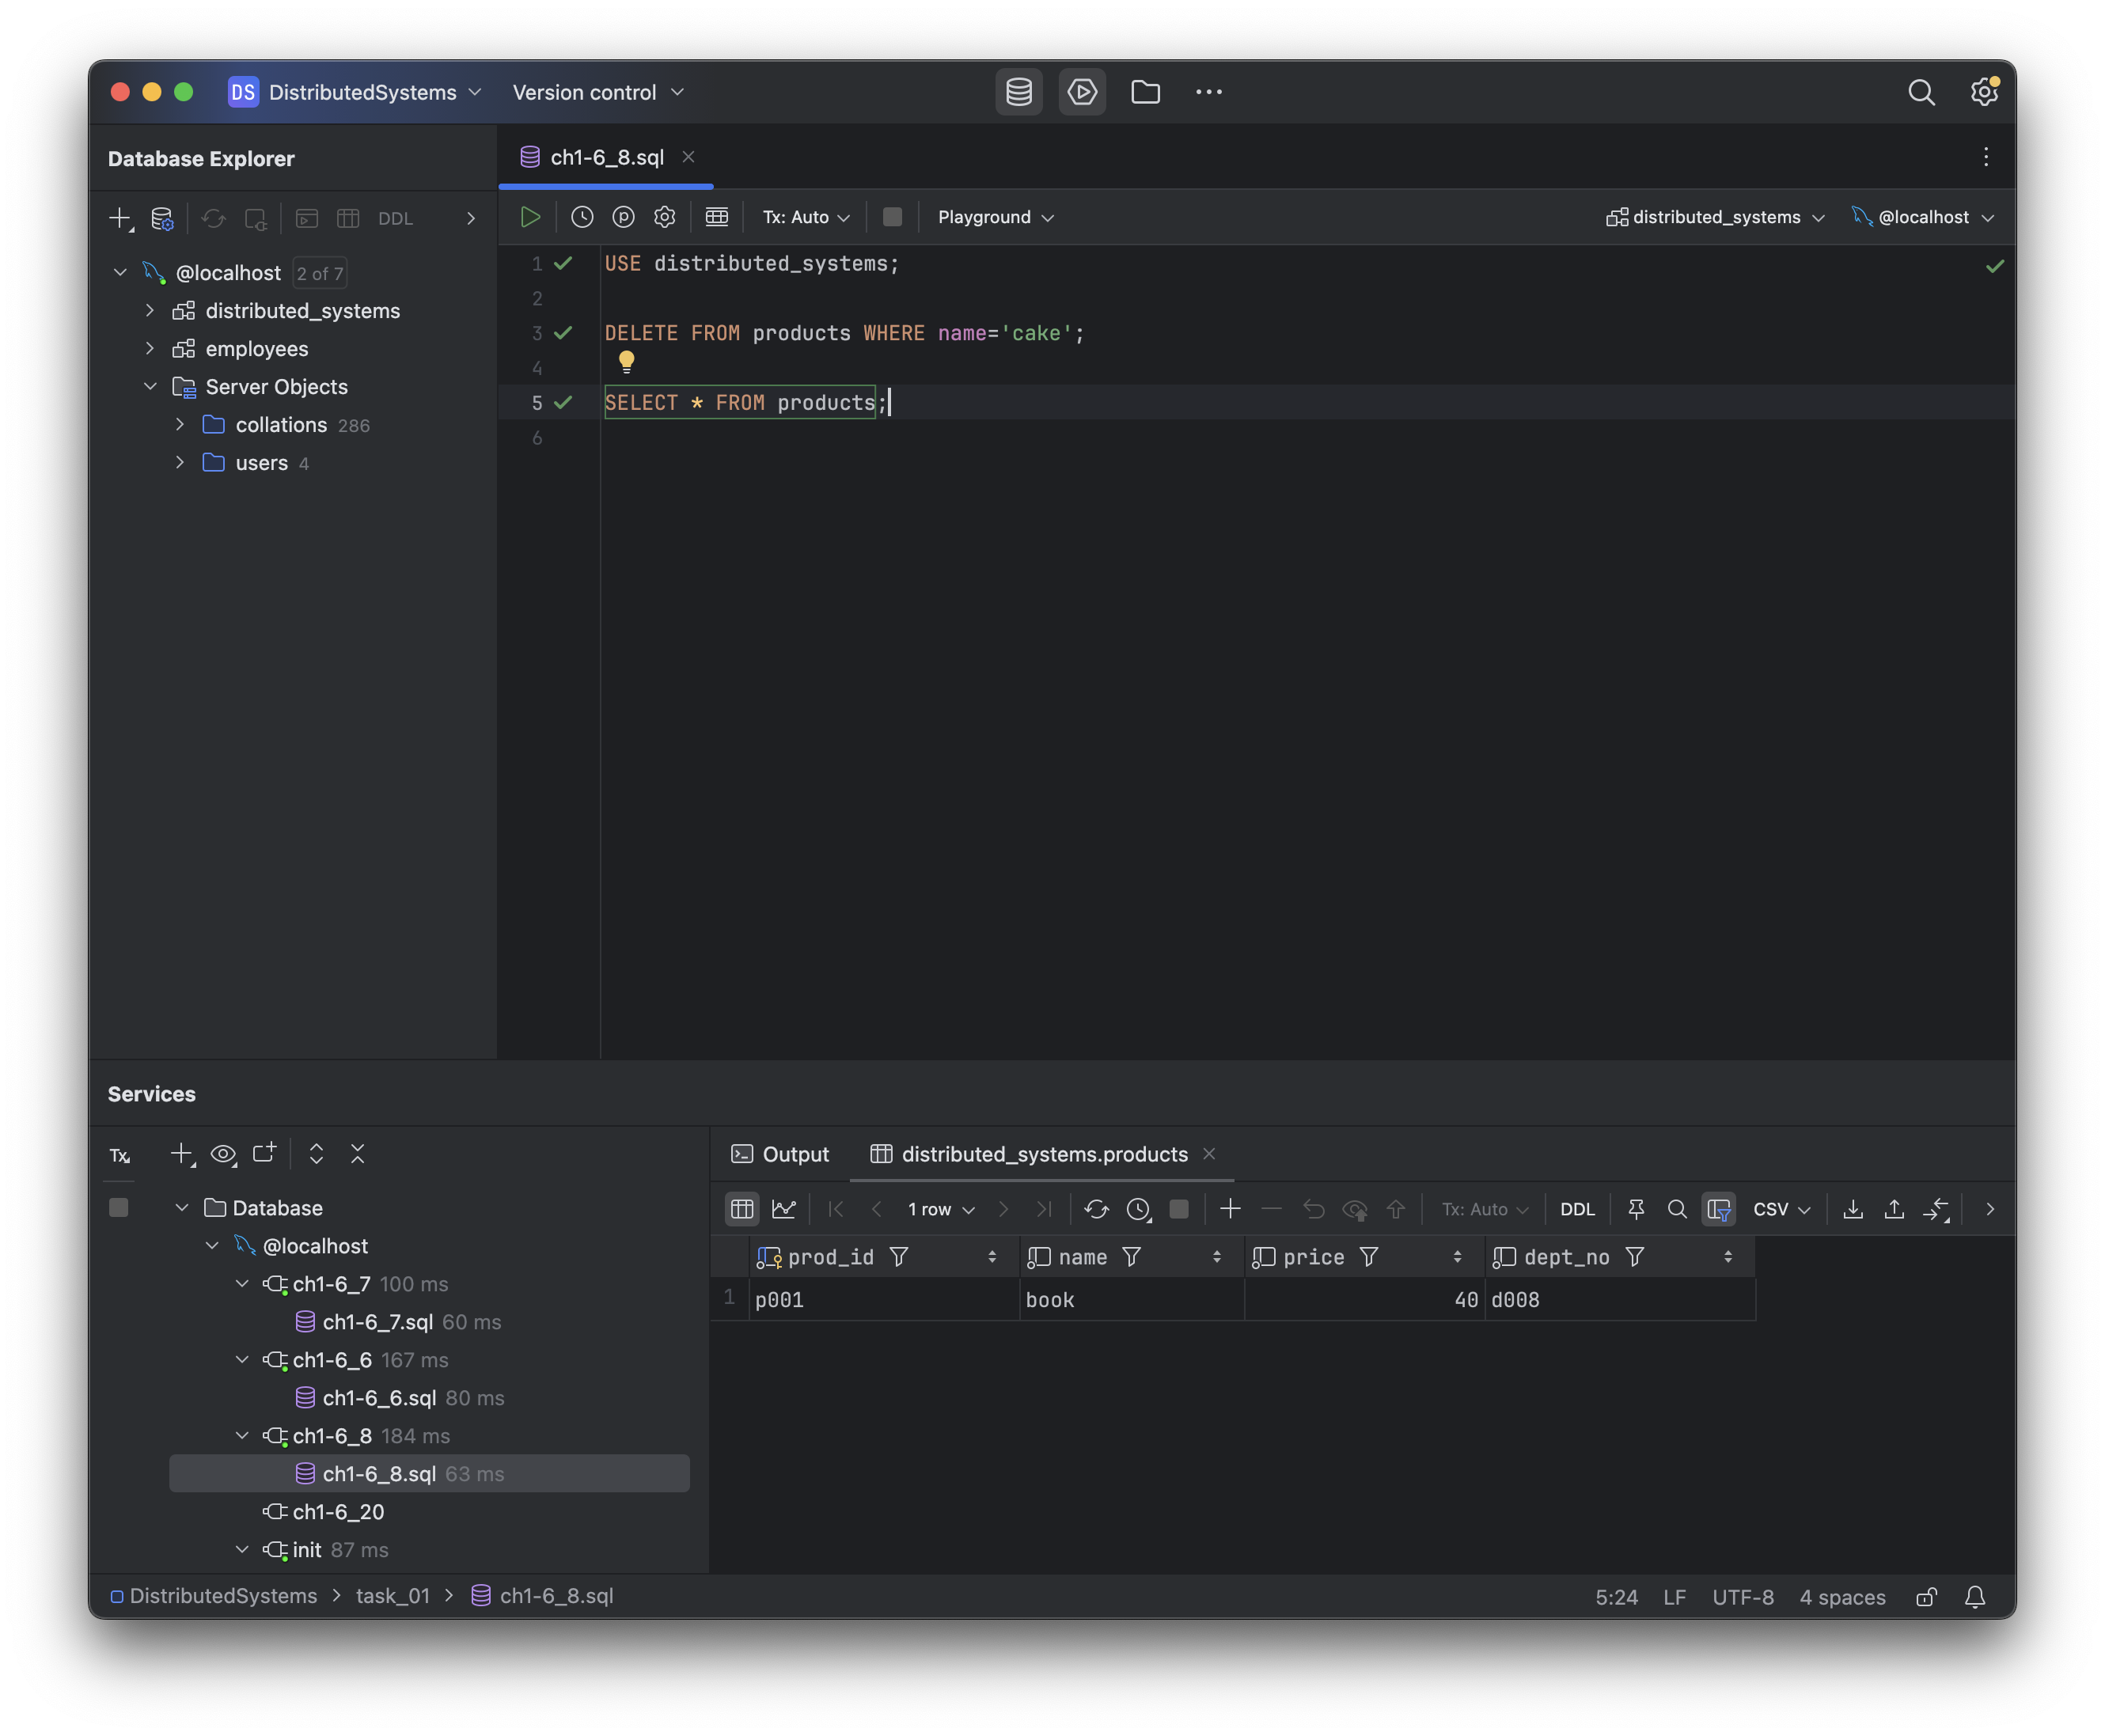 DS DistributedSystems Version control
Database Explorer
ch1-6_8.sql
DDL
Tx: Auto Playground distributed_systems @localhost
@localhost 2 of 7
distributed_systems
employees
Server Objects
collations 286
users 4
1 USE distributed_systems;
2
3 DELETE FROM products WHERE name='cake';
4
5 SELECT * FROM products;
6
Services
Tx
Output distributed_systems.products
1 row Tx: Auto DDL CSV
Database
@localhost
ch1-6_7 100 ms
ch1-6_7.sql 60 ms
ch1-6_6 167 ms
ch1-6_6.sql 80 ms
ch1-6_8 184 ms
ch1-6_8.sql 63 ms
ch1-6_20
init 87 ms
prod_id name price dept_no
1 p001 book 40 d008
DistributedSystems > task_01 > ch1-6_8.sql
5:24 LF UTF-8 4 spaces